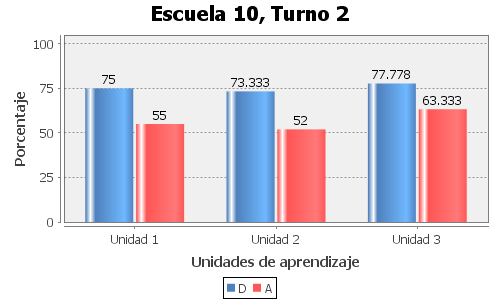 Escuela 10, Turno 2
Porcentaje
100
75
50
25
0
75
55
73.333
52
77.778
63.333
Unidad 1
Unidad 2
Unidad 3
Unidades de aprendizaje
D
A